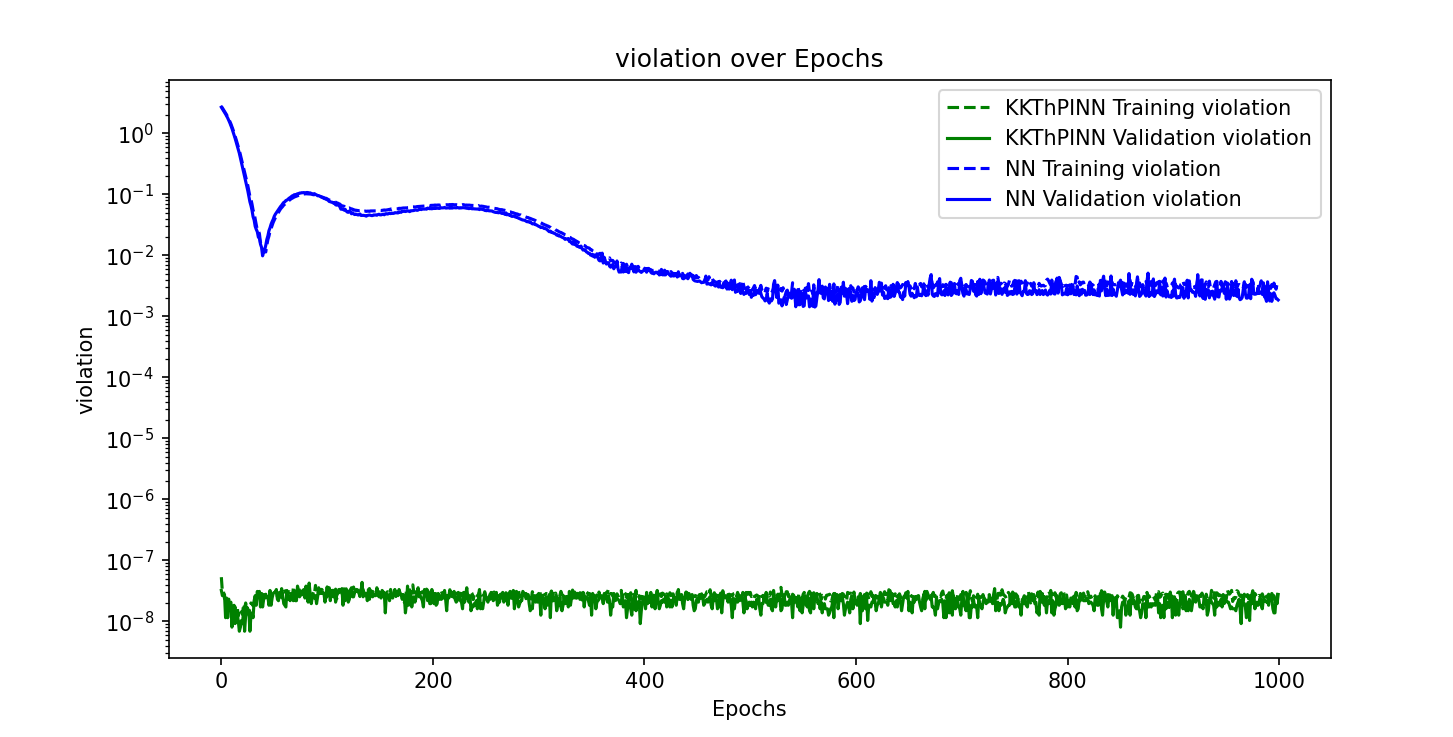 violation over Epochs
KKThPINN Training violation
KKThPINN Validation violation
NN Training violation
NN Validation violation
violation
10⁰
10⁻¹
10⁻²
10⁻³
10⁻⁴
10⁻⁵
10⁻⁶
10⁻⁷
10⁻⁸
0 200 400 600 800 1000
Epochs